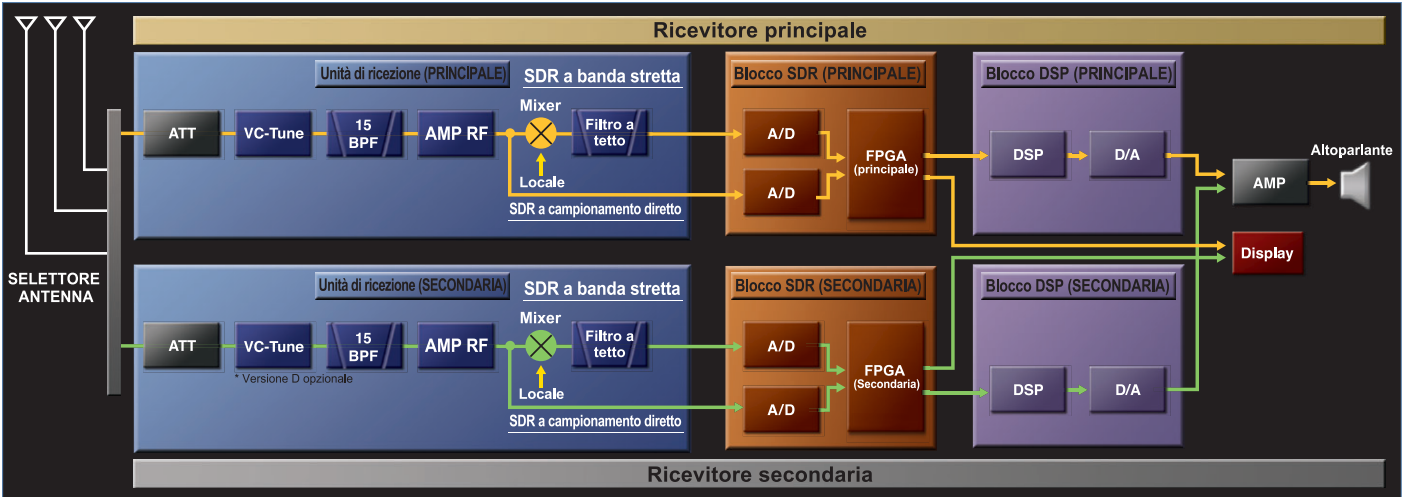 Ricevitore principale
Unità di ricezione (PRINCIPALE)
SDR a banda stretta
Blocco SDR (PRINCIPALE)
Blocco DSP (PRINCIPALE)
Mixer
ATT
VC-Tune
15
BPF
AMP RF
Filtro a
tetto
Locale
SDR a campionamento diretto
A/D
A/D
FPGA
(principale)
DSP
D/A
AMP
Altoparlante
Display
SELETTORE
ANTENNA
Unità di ricezione (SECONDARIA)
SDR a banda stretta
Blocco SDR (SECONDARIA)
Blocco DSP (SECONDARIA)
Mixer
ATT
VC-Tune
* Versione D opzionale
15
BPF
AMP RF
Filtro a
tetto
Locale
SDR a campionamento diretto
A/D
A/D
FPGA
(Secondaria)
DSP
D/A
Ricevitore secondaria